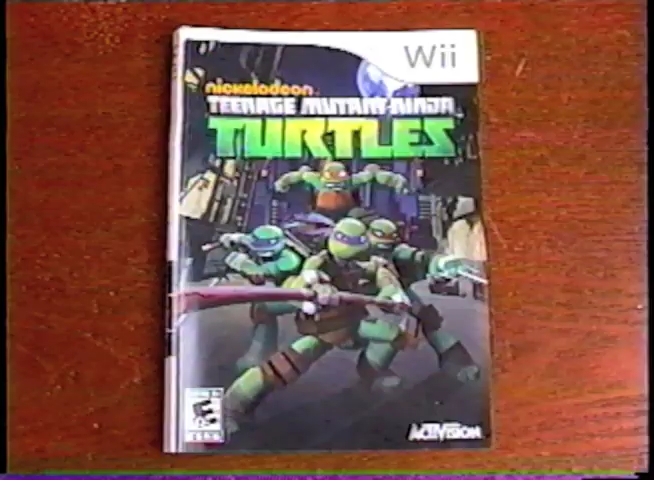 Wii
nickelodeon
TEENAGE MUTANT NINJA
TURTLES
E
ACTIVISION